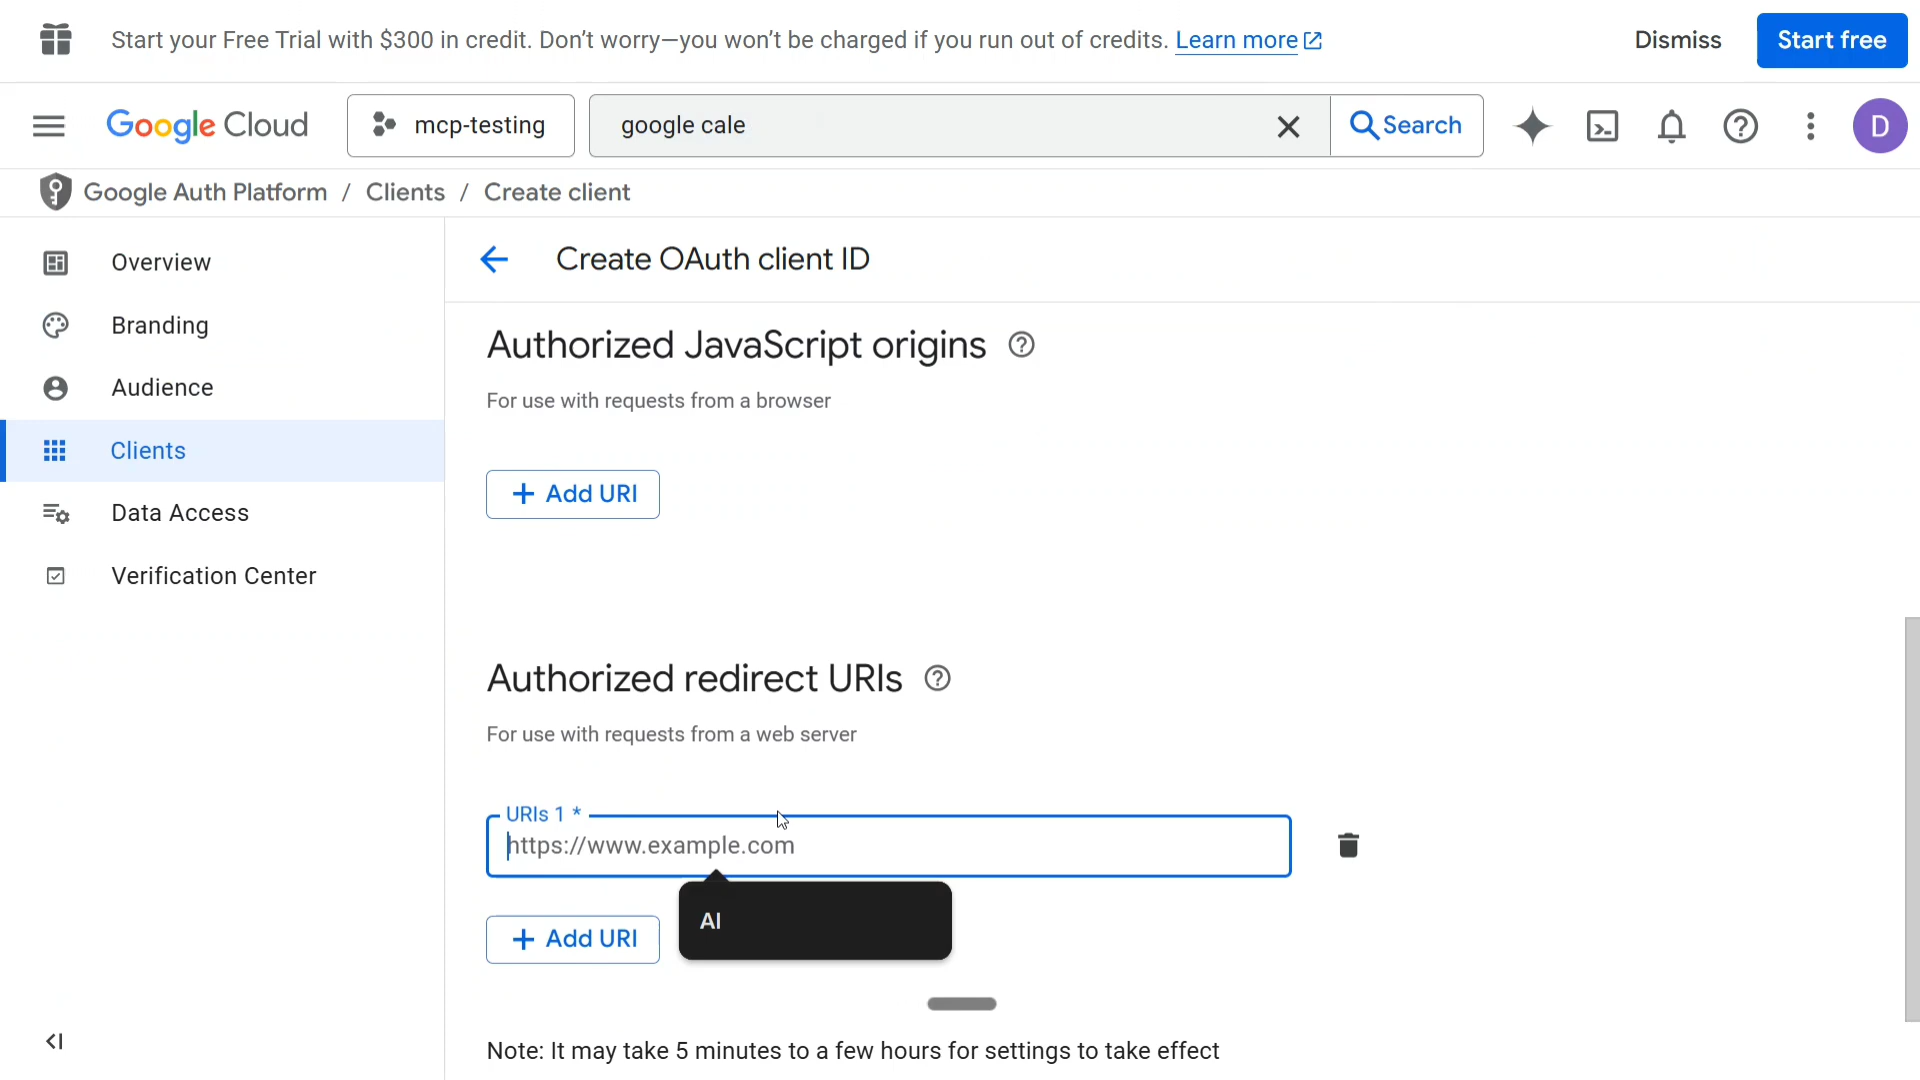 Start your Free Trial with $300 in credit. Don't worry—you won't be charged if you run out of credits. Learn more
Dismiss
Start free
Google Cloud
mcp-testing
google cale
Search
D
Google Auth Platform / Clients / Create client
Overview
Branding
Audience
Clients
Data Access
Verification Center
Create OAuth client ID
Authorized JavaScript origins
For use with requests from a browser
+ Add URI
Authorized redirect URIs
For use with requests from a web server
URIs 1 *
https://www.example.com
AI
+ Add URI
Note: It may take 5 minutes to a few hours for settings to take effect